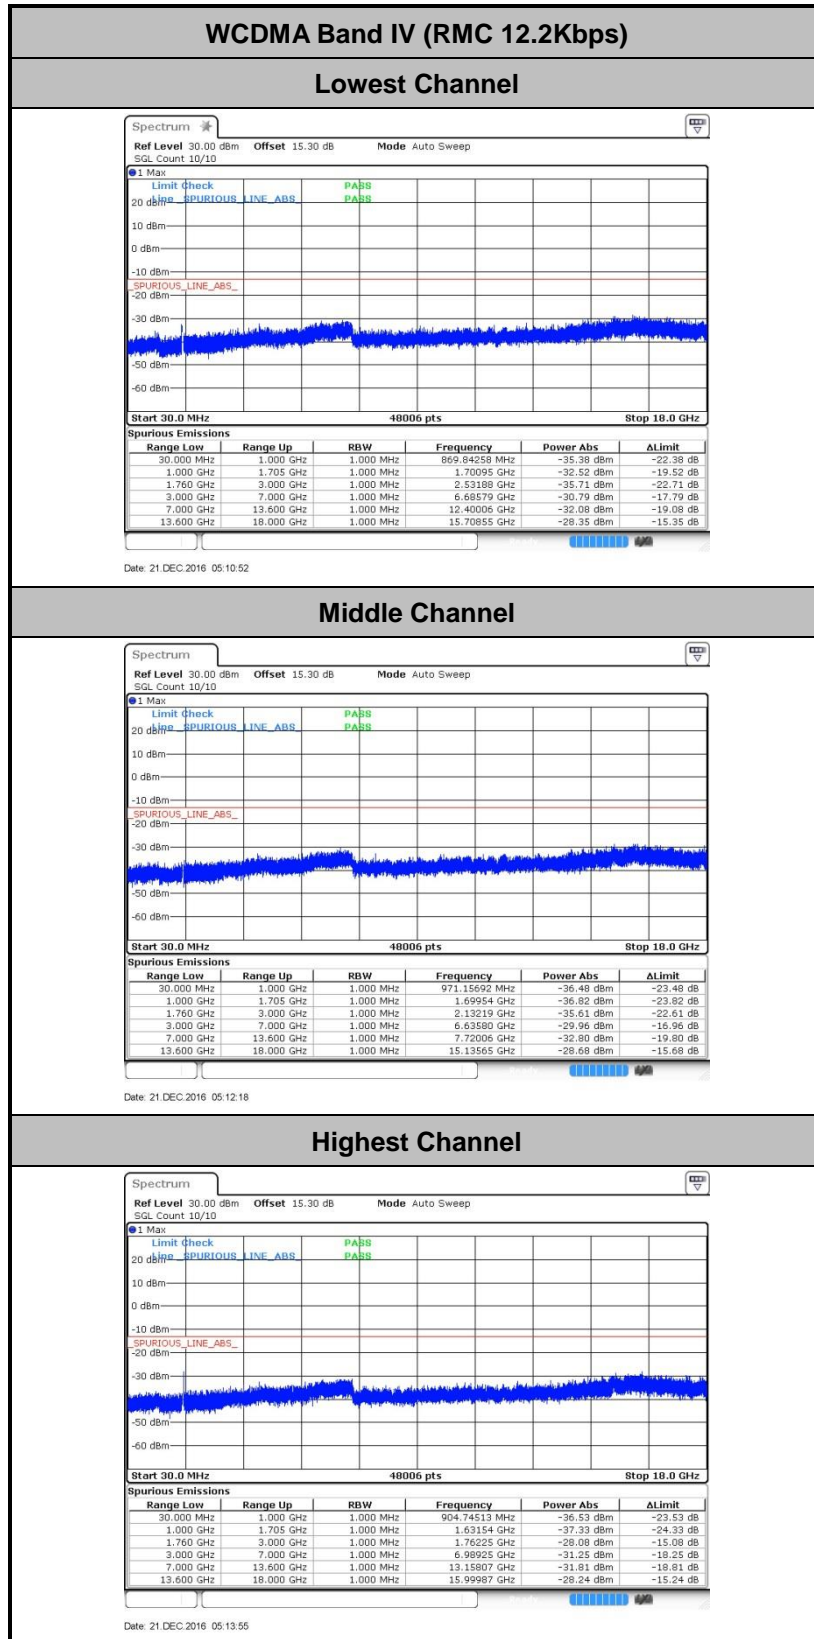 WCDMA Band IV (RMC 12.2Kbps)
Lowest Channel
Spectrum
Ref Level 30.00 dBm Offset 15.30 dB Mode Auto Sweep
SGL Count 10/10
1 Max
Limit Check PASS
20 dBm Line _SPURIOUS_LINE_ABS_ PASS
10 dBm
0 dBm
-10 dBm
_SPURIOUS_LINE_ABS_
-20 dBm
-30 dBm
-50 dBm
-60 dBm
Start 30.0 MHz 48006 pts Stop 18.0 GHz
Spurious Emissions
Range Low Range Up RBW Frequency Power Abs ΔLimit
30.000 MHz 1.000 GHz 1.000 MHz 869.84258 MHz -35.38 dBm -22.38 dB
1.000 GHz 1.705 GHz 1.000 MHz 1.70095 GHz -32.52 dBm -19.52 dB
1.760 GHz 3.000 GHz 1.000 MHz 2.53188 GHz -35.71 dBm -22.71 dB
3.000 GHz 7.000 GHz 1.000 MHz 6.68579 GHz -30.79 dBm -17.79 dB
7.000 GHz 13.600 GHz 1.000 MHz 12.40006 GHz -32.08 dBm -19.08 dB
13.600 GHz 18.000 GHz 1.000 MHz 15.70855 GHz -28.35 dBm -15.35 dB
Date: 21.DEC.2016 05:10:52
Middle Channel
Spectrum
Ref Level 30.00 dBm Offset 15.30 dB Mode Auto Sweep
SGL Count 10/10
1 Max
Limit Check PASS
20 dBm Line _SPURIOUS_LINE_ABS_ PASS
10 dBm
0 dBm
-10 dBm
_SPURIOUS_LINE_ABS_
-20 dBm
-30 dBm
-50 dBm
-60 dBm
Start 30.0 MHz 48006 pts Stop 18.0 GHz
Spurious Emissions
Range Low Range Up RBW Frequency Power Abs ΔLimit
30.000 MHz 1.000 GHz 1.000 MHz 971.15692 MHz -36.48 dBm -23.48 dB
1.000 GHz 1.705 GHz 1.000 MHz 1.69954 GHz -36.82 dBm -23.82 dB
1.760 GHz 3.000 GHz 1.000 MHz 2.13219 GHz -35.61 dBm -22.61 dB
3.000 GHz 7.000 GHz 1.000 MHz 6.63580 GHz -29.96 dBm -16.96 dB
7.000 GHz 13.600 GHz 1.000 MHz 7.72006 GHz -32.80 dBm -19.80 dB
13.600 GHz 18.000 GHz 1.000 MHz 15.13565 GHz -28.68 dBm -15.68 dB
Date: 21.DEC.2016 05:12:18
Highest Channel
Spectrum
Ref Level 30.00 dBm Offset 15.30 dB Mode Auto Sweep
SGL Count 10/10
1 Max
Limit Check PASS
20 dBm Line _SPURIOUS_LINE_ABS_ PASS
10 dBm
0 dBm
-10 dBm
_SPURIOUS_LINE_ABS_
-20 dBm
-30 dBm
-50 dBm
-60 dBm
Start 30.0 MHz 48006 pts Stop 18.0 GHz
Spurious Emissions
Range Low Range Up RBW Frequency Power Abs ΔLimit
30.000 MHz 1.000 GHz 1.000 MHz 904.74513 MHz -36.53 dBm -23.53 dB
1.000 GHz 1.705 GHz 1.000 MHz 1.63154 GHz -37.33 dBm -24.33 dB
1.760 GHz 3.000 GHz 1.000 MHz 1.76225 GHz -28.08 dBm -15.08 dB
3.000 GHz 7.000 GHz 1.000 MHz 6.98925 GHz -31.25 dBm -18.25 dB
7.000 GHz 13.600 GHz 1.000 MHz 13.15807 GHz -31.81 dBm -18.81 dB
13.600 GHz 18.000 GHz 1.000 MHz 15.99987 GHz -28.24 dBm -15.24 dB
Date: 21.DEC.2016 05:13:55